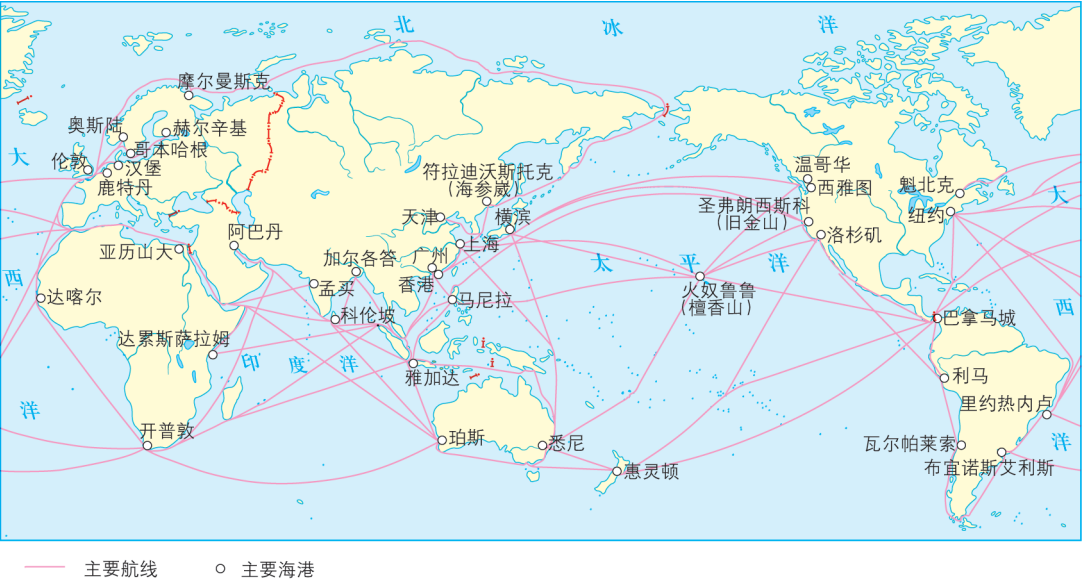 北
冰
洋
摩尔曼斯克
奥斯陆
赫尔辛基
哥本哈根
大
伦敦
汉堡
鹿特丹
符拉迪沃斯托克
(海参崴)
温哥华
西雅图
魁北克
大
圣弗朗西斯科
(旧金山)
纽约
天津
横滨
洛杉矶
阿巴丹
上海
亚历山大
加尔各答
广州
太
平
洋
西
香港
孟买
火奴鲁鲁
(檀香山)
达喀尔
马尼拉
西
科伦坡
巴拿马城
达累斯萨拉姆
印
度
洋
雅加达
利马
洋
里约热内卢
开普敦
珀斯
悉尼
瓦尔帕莱索
洋
惠灵顿
布宜诺斯艾利斯
主要航线
主要海港